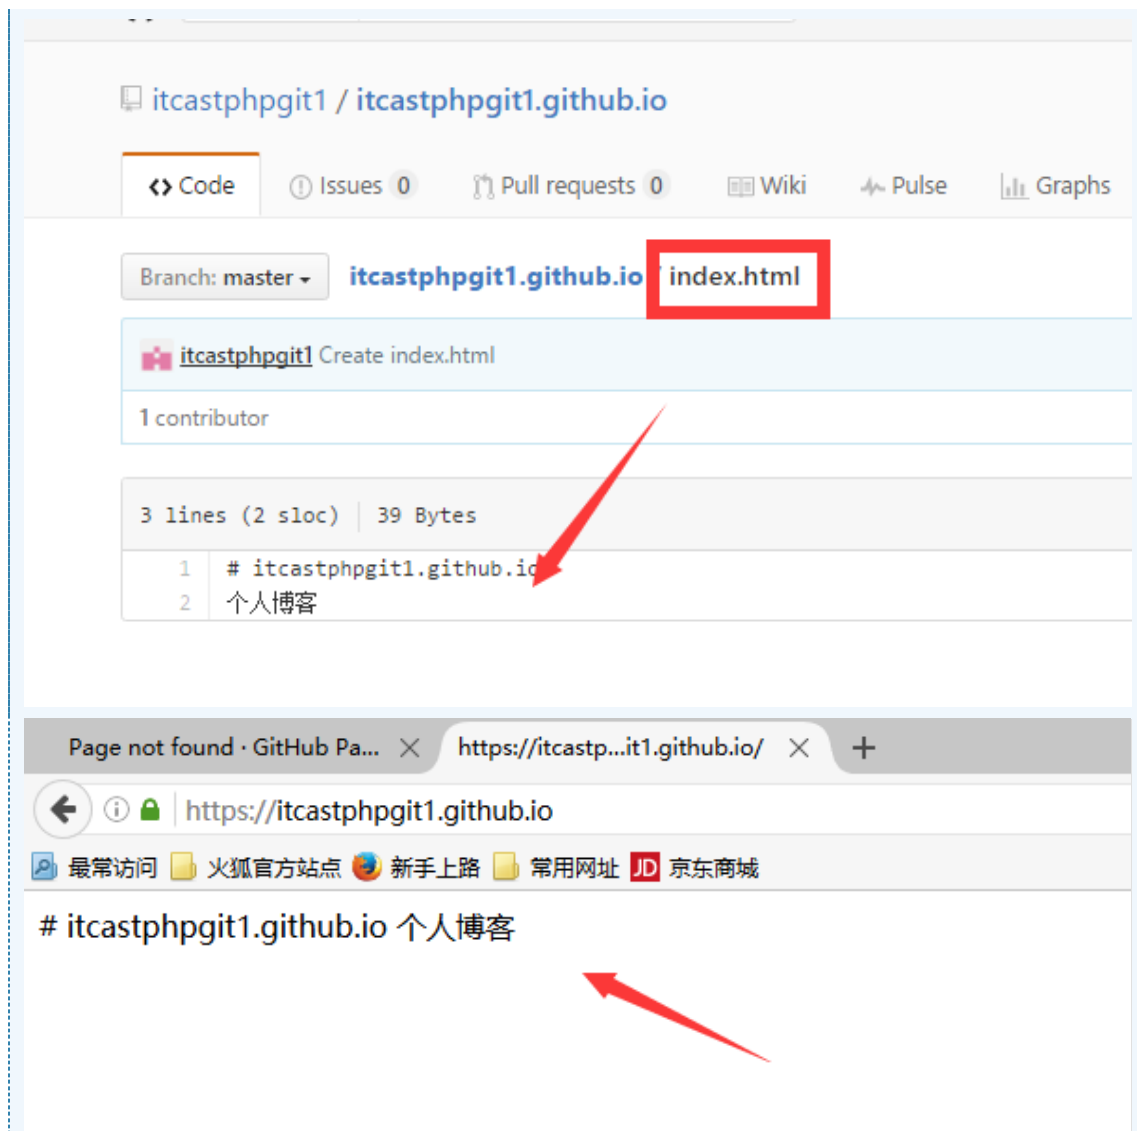 itcastphpgit1 / itcastphpgit1.github.io
Code Issues 0 Pull requests 0 Wiki Pulse Graphs
Branch: master itcastphpgit1.github.io / index.html
itcastphpgit1 Create index.html
1 contributor
3 lines (2 sloc) 39 Bytes
1 # itcastphpgit1.github.io
2 个人博客
Page not found · GitHub Pa... https://itcastp...it1.github.io/
https://itcastphpgit1.github.io
最常访问 火狐官方站点 新手上路 常用网址 JD 京东商城
# itcastphpgit1.github.io 个人博客